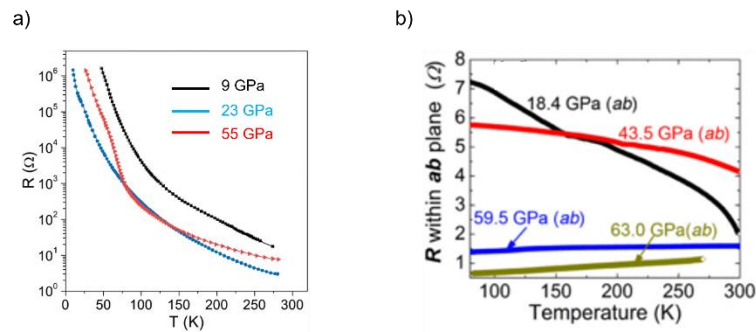 a)
10⁶
10⁵
10⁴
10³
10²
10¹
10⁰
R (Ω)
9 GPa
23 GPa
55 GPa
0 50 100 150 200 250 300
T (K)
b)
8
7
6
5
4
3
2
1
R within ab plane (Ω)
18.4 GPa (ab)
43.5 GPa (ab)
59.5 GPa (ab)
63.0 GPa(ab)
100 150 200 250 300
Temperature (K)